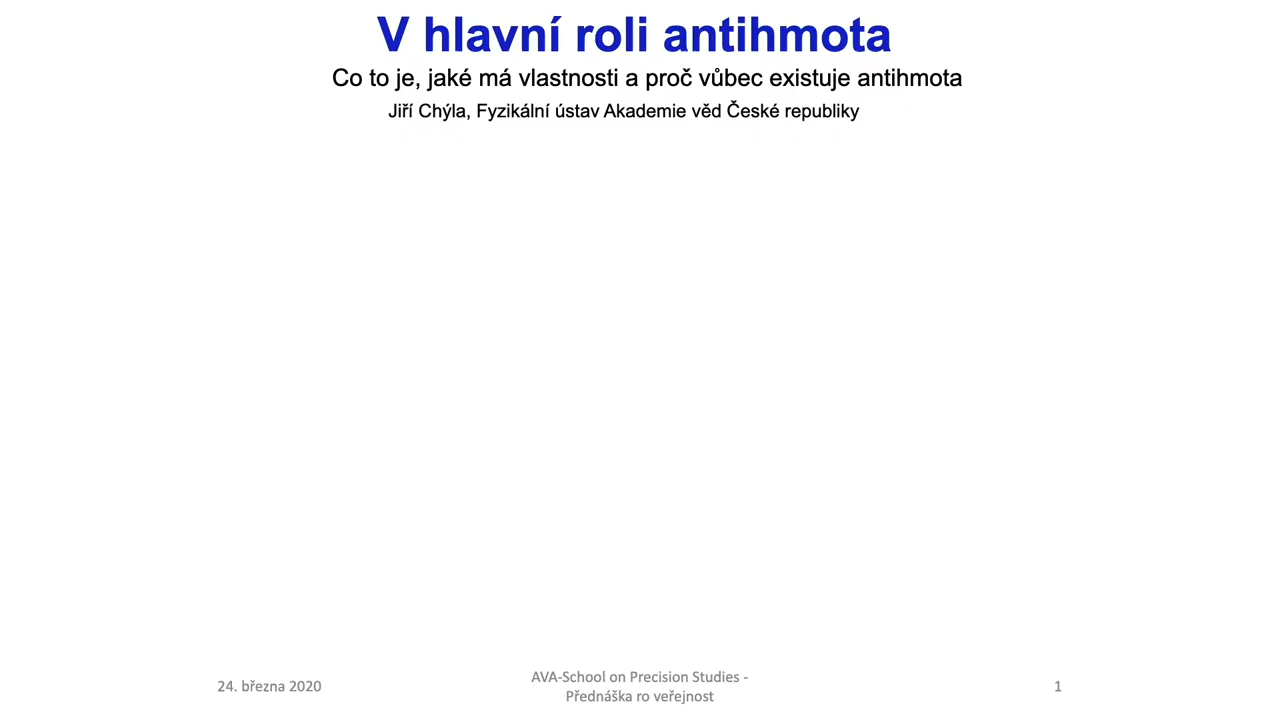 V hlavní roli antihmota
Co to je, jaké má vlastnosti a proč vůbec existuje antihmota
Jiří Chýla, Fyzikální ústav Akademie věd České republiky
24. března 2020
AVA-School on Precision Studies -
Přednáška ro veřejnost
1